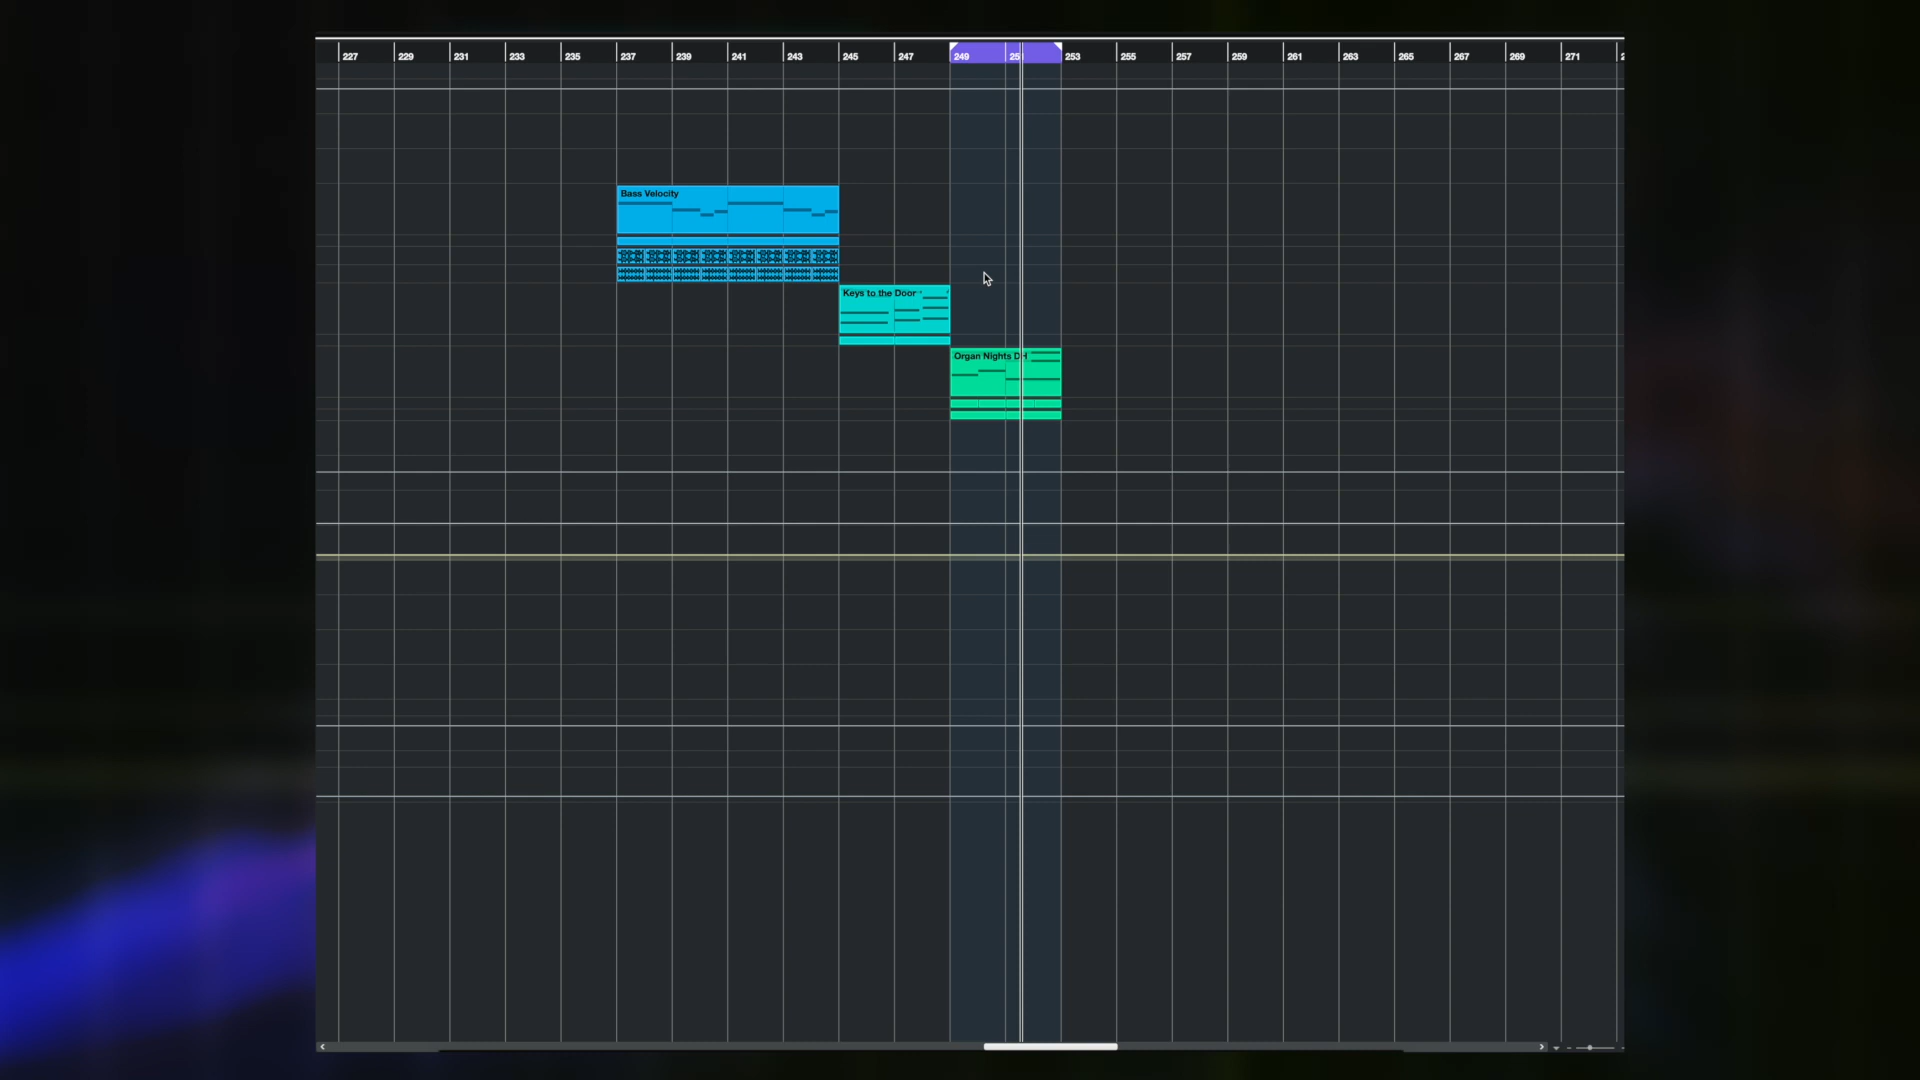 227 229 231 233 235 237 239 241 243 245 247 249 253 255 257 259 261 263 265 267 269 271
Bass Velocity
Keys to the Door
Organ Nights DH